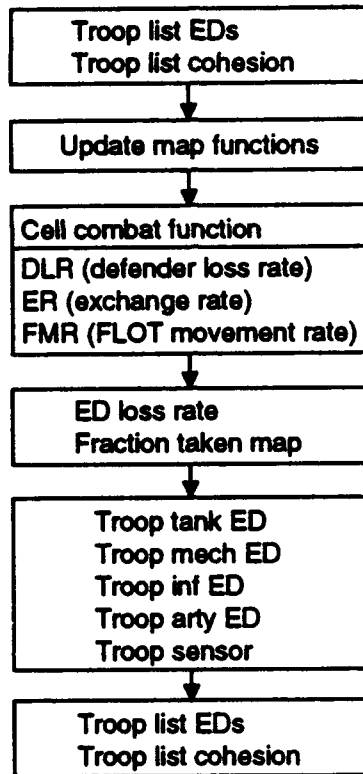 Troop list EDs
Troop list cohesion
Update map functions
Cell combat function
DLR (defender loss rate)
ER (exchange rate)
FMR (FLOT movement rate)
ED loss rate
Fraction taken map
Troop tank ED
Troop mech ED
Troop inf ED
Troop arty ED
Troop sensor
Troop list EDs
Troop list cohesion